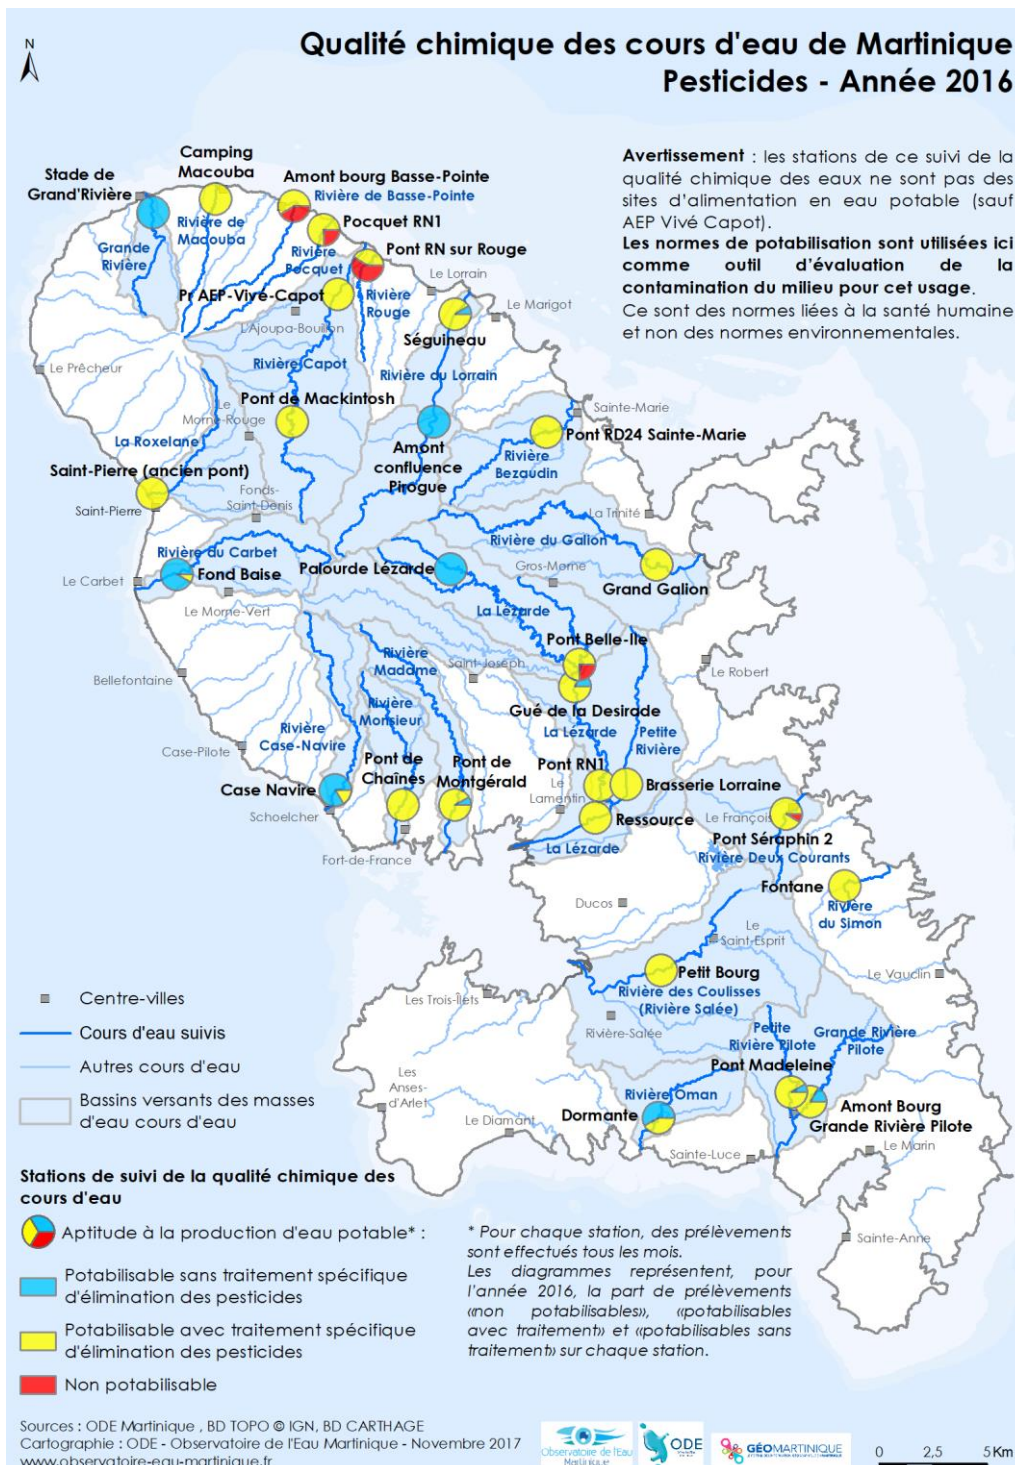 Qualité chimique des cours d'eau de Martinique
Pesticides - Année 2016
N
Avertissement : les stations de ce suivi de la
qualité chimique des eaux ne sont pas des
sites d'alimentation en eau potable (sauf
AEP Vivé Capot).
Les normes de potabilisation sont utilisées ici
comme outil d'évaluation de la
contamination du milieu pour cet usage.
Ce sont des normes liées à la santé humaine
et non des normes environnementales.
Camping
Macouba
Stade de
Grand'Rivière
Amont bourg Basse-Pointe
Rivière de Basse-Pointe
Rivière de
Macouba
Pocquet RN1
Grande
Rivière
Rivière
Pocquet
Pont RN sur Rouge
Le Lorrain
Pr AEP-Vivé-Capot
Rivière
Rouge
Le Marigot
L'Ajoupa-Bouillon
Séguineau
Le Prêcheur
Rivière Capot
Rivière du Lorrain
Pont de Mackintosh
Le
Morne-Rouge
Sainte-Marie
La Roxelane
Amont
confluence
Pirogue
Pont RD24 Sainte-Marie
Rivière
Bezaudin
Saint-Pierre (ancien pont)
Fonds-
Saint-Denis
Saint-Pierre
La Trinité
Rivière du Galion
Rivière du Carbet
Fond Baise
Palourde Lézarde
Gros-Morne
Le Carbet
Grand Galion
Le Morne-Vert
La Lézarde
Pont Belle-Ile
Rivière
Madame
Saint-Joseph
Le Robert
Bellefontaine
Rivière
Monsieur
Gué de la Desirade
Rivière
Case-Navire
La Lézarde
Petite
Rivière
Case-Pilote
Pont de
Chaînes
Pont de
Montgérald
Pont RN1
Case Navire
Le
Lamentin
Brasserie Lorraine
Schoelcher
Ressource
Le François
Pont Séraphin 2
Rivière Deux Courants
Fort-de-France
La Lézarde
Fontane
Ducos
Rivière
du Simon
Le
Saint-Esprit
Petit Bourg
Le Vauclin
Rivière des Coulisses
(Rivière Salée)
Les Trois-Îlets
Rivière-Salée
Petite
Rivière Pilote
Grande Rivière
Pilote
Pont Madeleine
Les
Anses-
d'Arlet
Rivière Oman
Dormante
Le Diamant
Amont Bourg
Grande Rivière Pilote
Le Marin
Sainte-Luce
Sainte-Anne
Centre-villes
Cours d'eau suivis
Autres cours d'eau
Bassins versants des masses
d'eau cours d'eau
Stations de suivi de la qualité chimique des
cours d'eau
Aptitude à la production d'eau potable* :
Potabilisable sans traitement spécifique
d'élimination des pesticides
Potabilisable avec traitement spécifique
d'élimination des pesticides
Non potabilisable
* Pour chaque station, des prélèvements
sont effectués tous les mois.
Les diagrammes représentent, pour
l'année 2016, la part de prélèvements
«non potabilisables», «potabilisables
avec traitement» et «potabilisables sans
traitement» sur chaque station.
Sources : ODE Martinique , BD TOPO © IGN, BD CARTHAGE
Cartographie : ODE - Observatoire de l'Eau Martinique - Novembre 2017
www.observatoire-eau-martinique.fr
Observatoire de l'Eau
Martinique
ODE
GÉOMARTINIQUE
0 2,5 5 Km